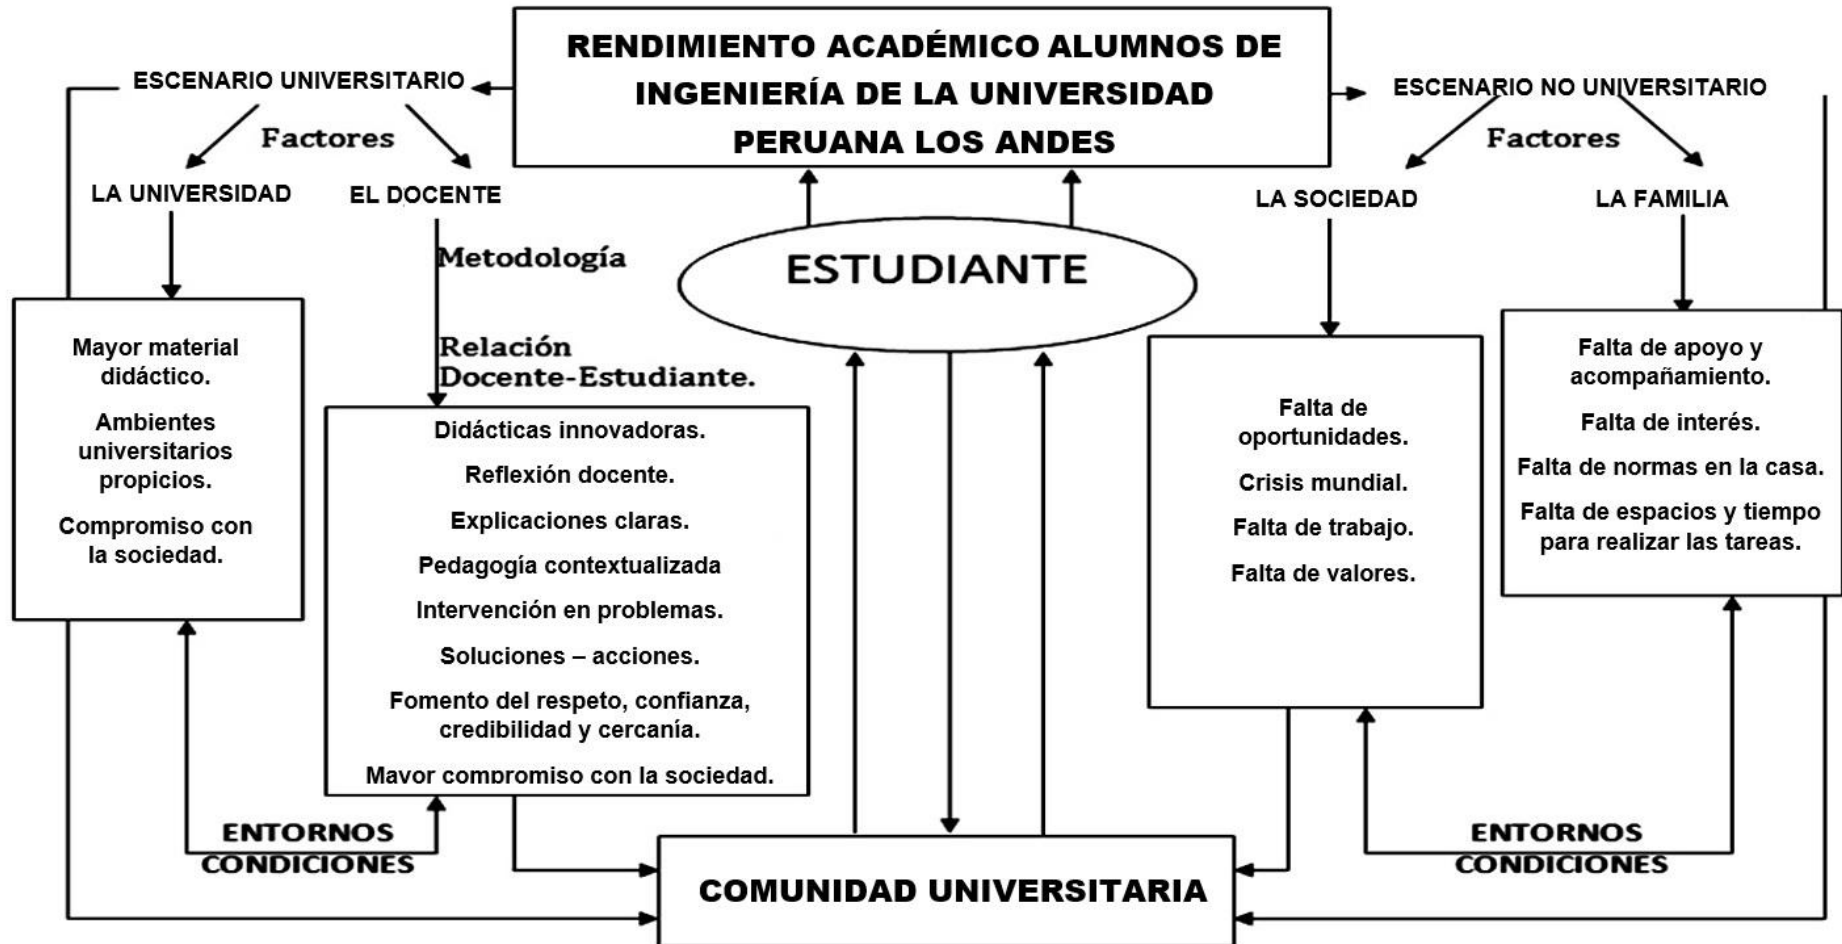 RENDIMIENTO ACADÉMICO ALUMNOS DE
INGENIERÍA DE LA UNIVERSIDAD
PERUANA LOS ANDES
ESCENARIO UNIVERSITARIO
Factores
LA UNIVERSIDAD
EL DOCENTE
Metodología
Relación
Docente-Estudiante.
Mayor material
didáctico.
Ambientes
universitarios
propicios.
Compromiso con
la sociedad.
Didácticas innovadoras.
Reflexión docente.
Explicaciones claras.
Pedagogía contextualizada
Intervención en problemas.
Soluciones – acciones.
Fomento del respeto, confianza,
credibilidad y cercanía.
Mayor compromiso con la sociedad.
ENTORNOS
CONDICIONES
ESTUDIANTE
COMUNIDAD UNIVERSITARIA
ESCENARIO NO UNIVERSITARIO
Factores
LA SOCIEDAD
LA FAMILIA
Falta de
oportunidades.
Crisis mundial.
Falta de trabajo.
Falta de valores.
Falta de apoyo y
acompañamiento.
Falta de interés.
Falta de normas en la casa.
Falta de espacios y tiempo
para realizar las tareas.
ENTORNOS
CONDICIONES